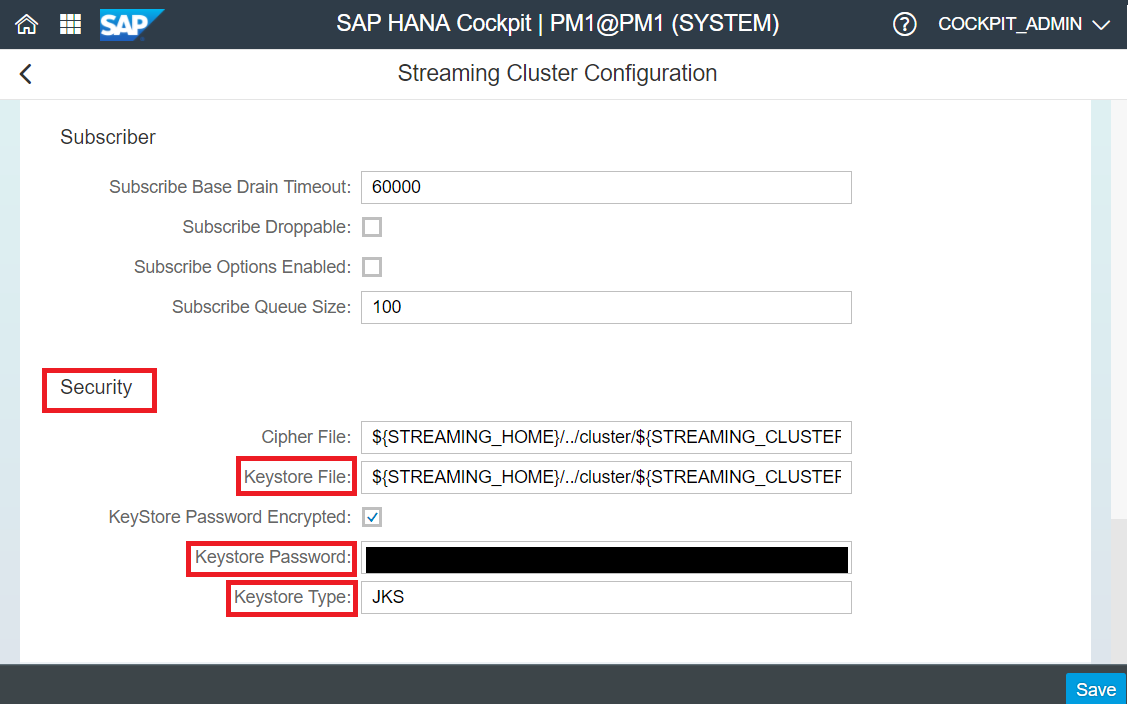 SAP SAP HANA Cockpit | PM1@PM1 (SYSTEM) ? COCKPIT_ADMIN
Streaming Cluster Configuration
Subscriber
Subscribe Base Drain Timeout: 60000
Subscribe Droppable:
Subscribe Options Enabled:
Subscribe Queue Size: 100
Security
Cipher File: ${STREAMING_HOME}/../cluster/${STREAMING_CLUSTER
Keystore File: ${STREAMING_HOME}/../cluster/${STREAMING_CLUSTER
KeyStore Password Encrypted:
Keystore Password:
Keystore Type: JKS
Save